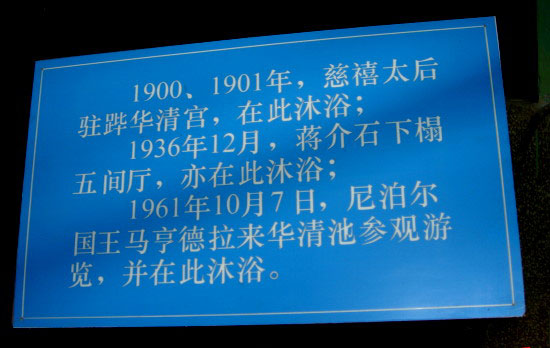 1900、1901年，慈禧太后
驻跸华清宫，在此沐浴；
1936年12月，蒋介石下榻
五间厅，亦在此沐浴；
1961年10月7日，尼泊尔
国王马亨德拉来华清池参观游
览，并在此沐浴。